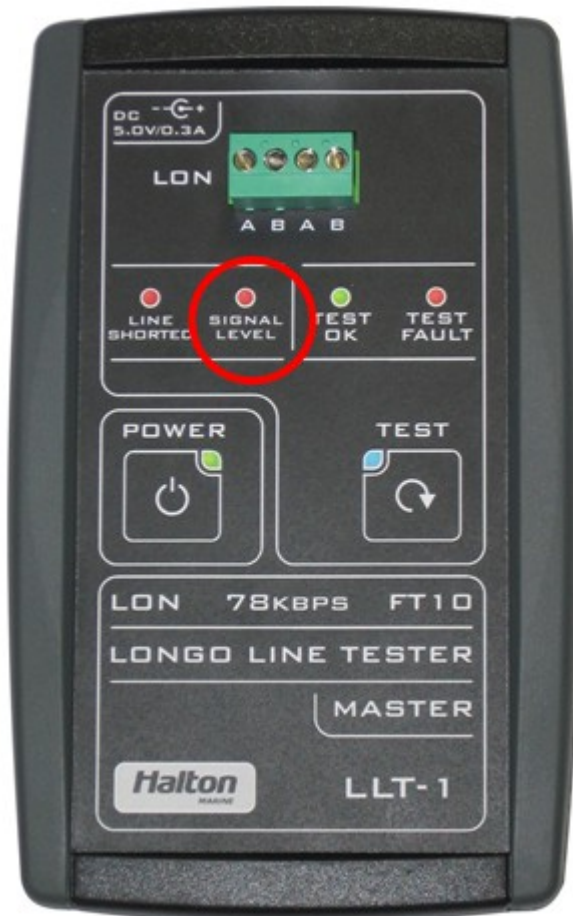 DC - +
5.0V/0.3A
LON
A B A B
LINE SHORTED
SIGNAL LEVEL
TEST OK
TEST FAULT
POWER
TEST
LON 78KBPS FT10
LONGO LINE TESTER
MASTER
Halton
MARINE
LLT-1